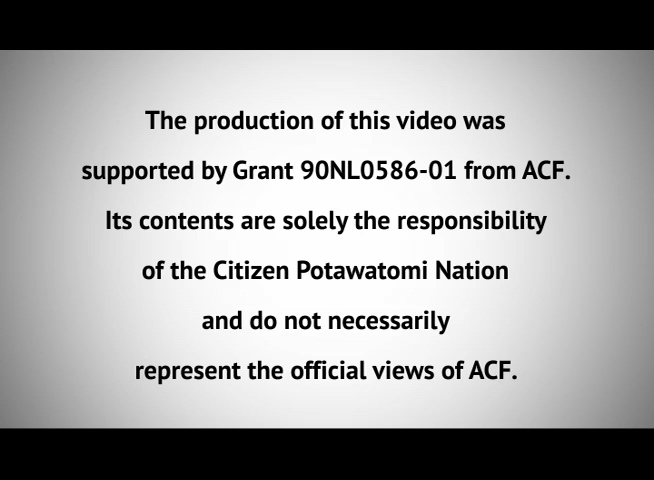 The production of this video was
supported by Grant 90NL0586-01 from ACF.
Its contents are solely the responsibility
of the Citizen Potawatomi Nation
and do not necessarily
represent the official views of ACF.